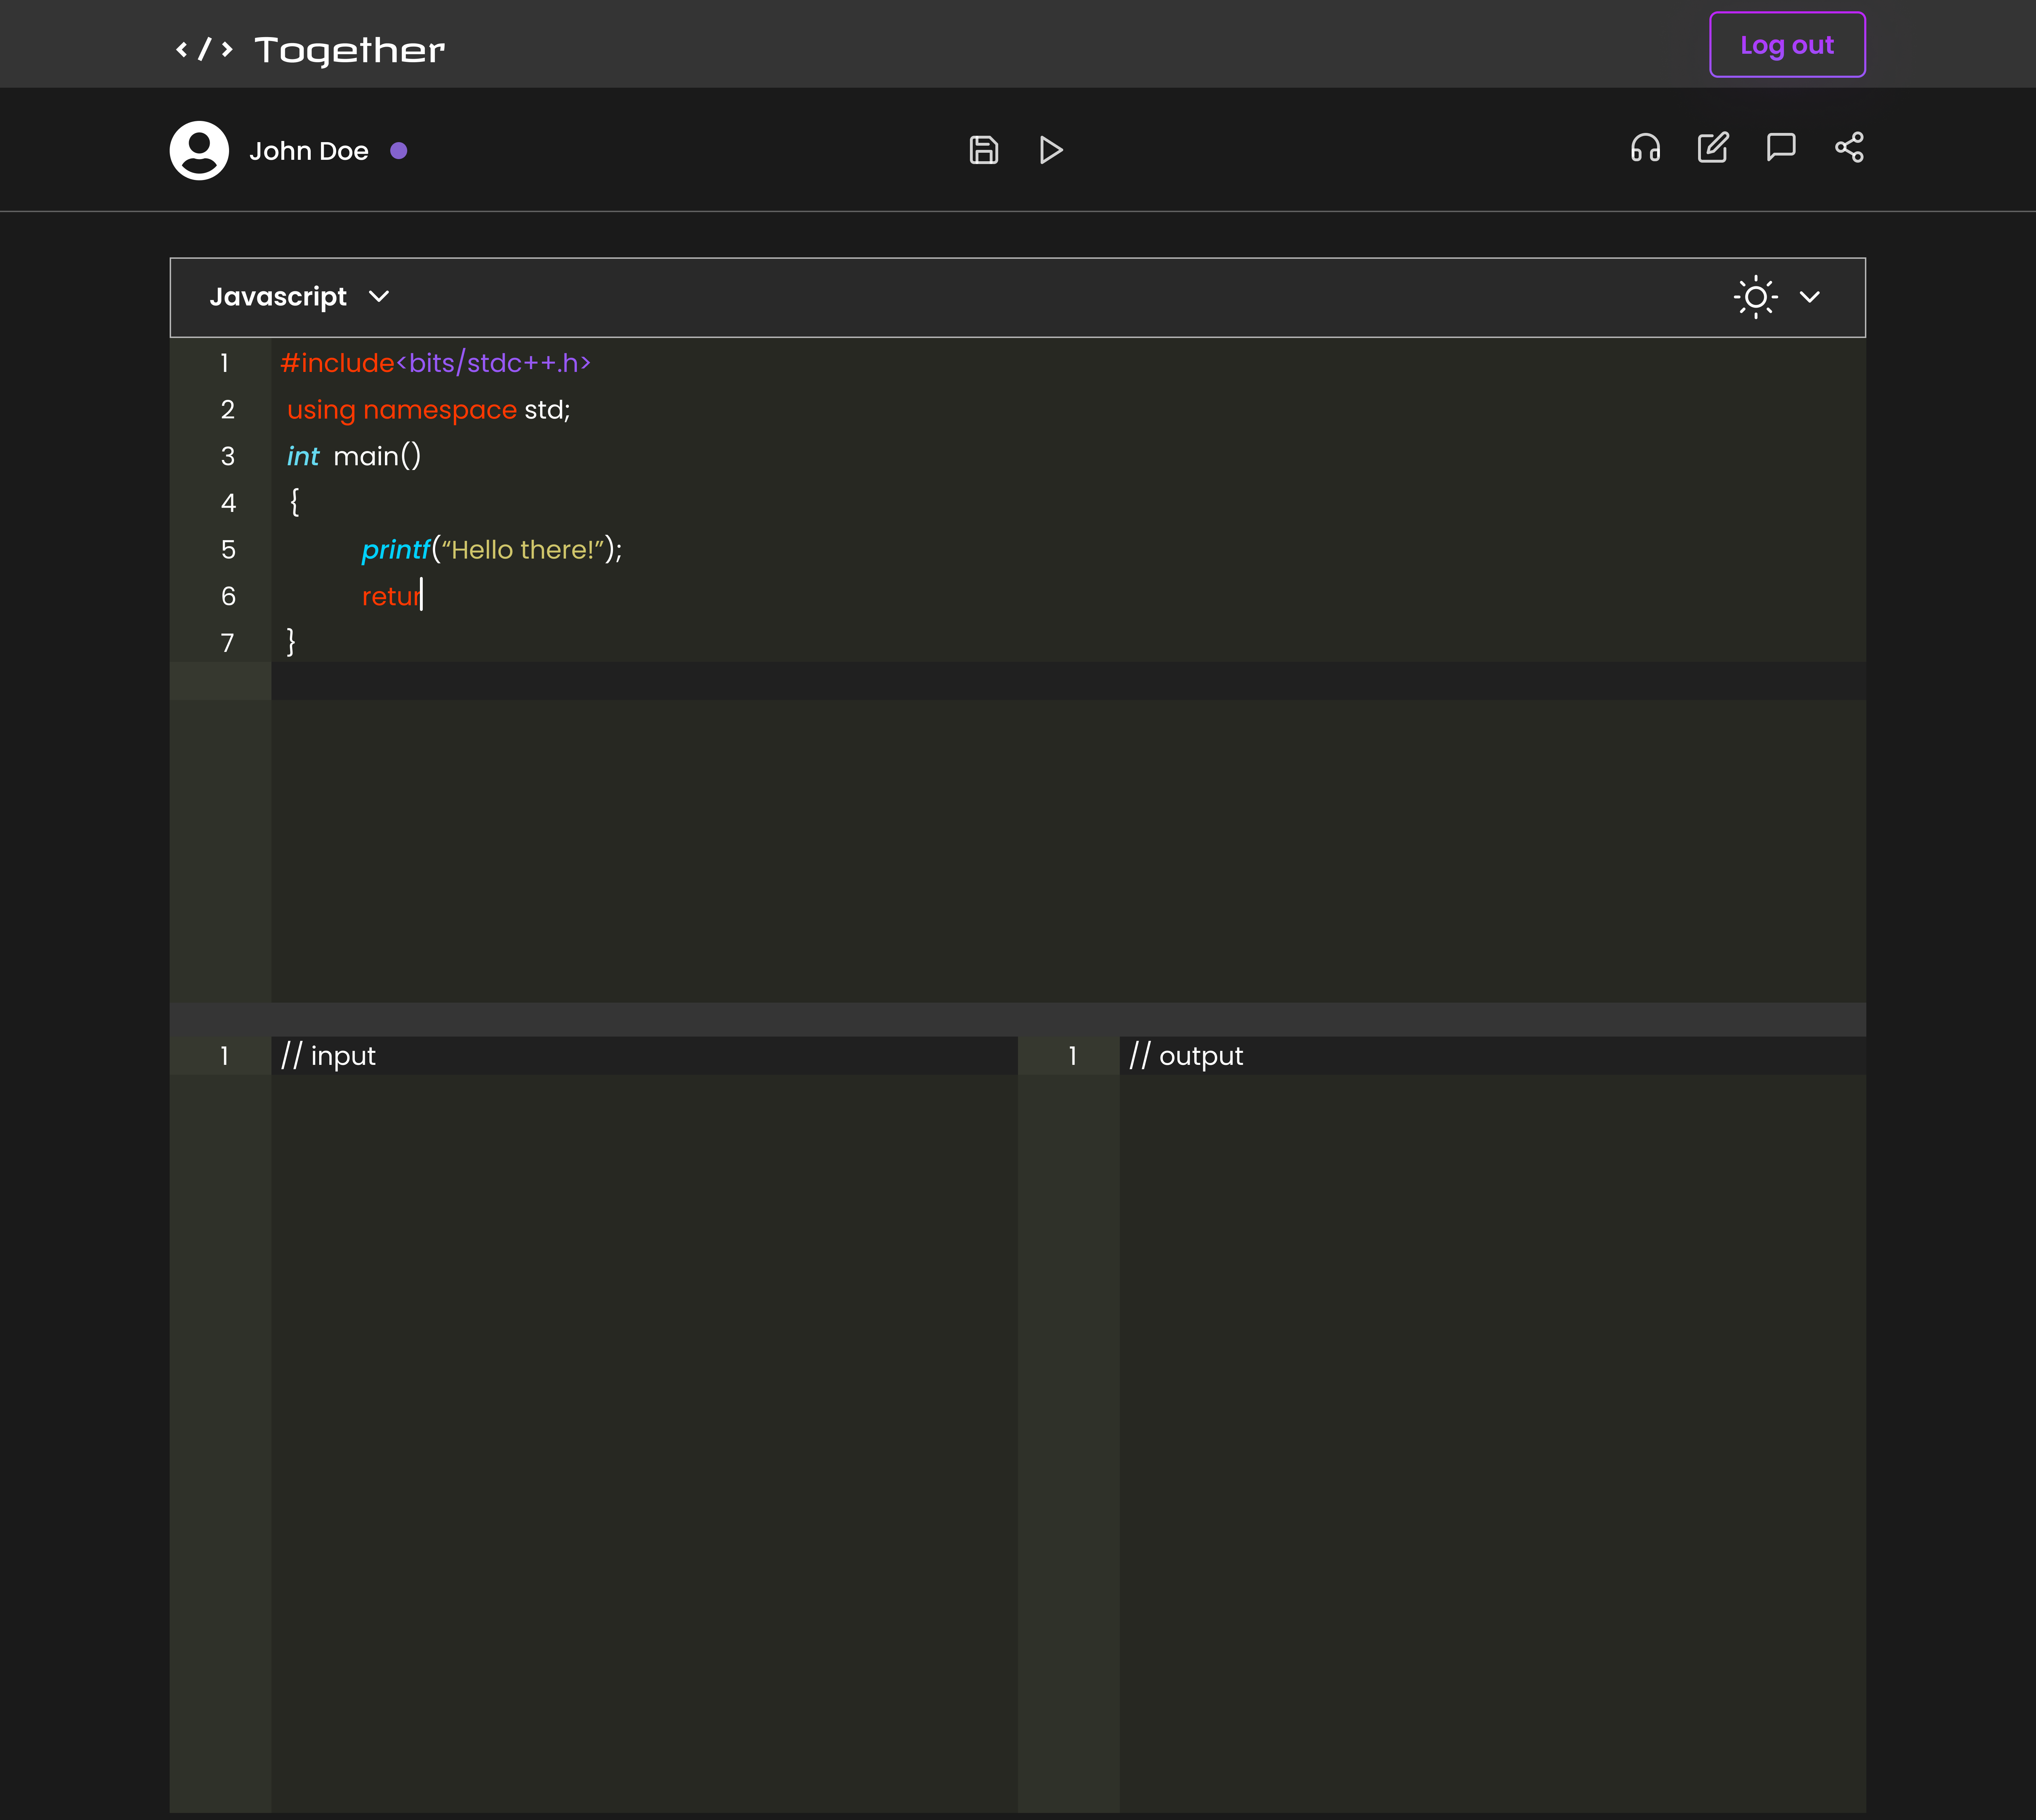 </> Together
Log out
John Doe
Javascript
1 #include<bits/stdc++.h>
2 using namespace std;
3 int main()
4 {
5 printf(“Hello there!”);
6 retur
7 }
1 // input
1 // output